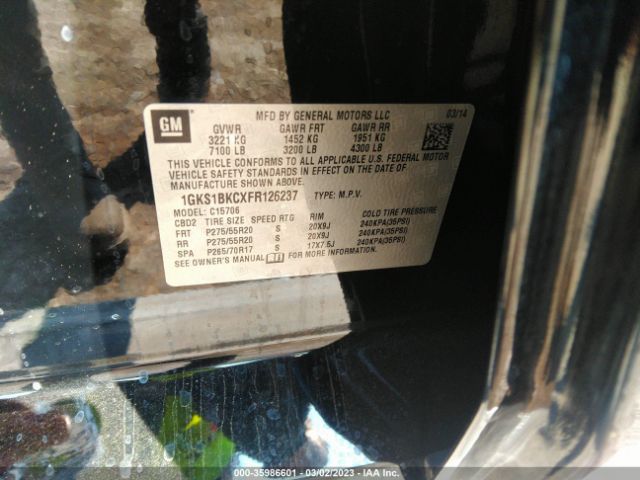 GM
MFD BY GENERAL MOTORS LLC 03/14
GVWR GAWR FRT GAWR RR
3221 KG 1452 KG 1951 KG
7100 LB 3200 LB 4300 LB
THIS VEHICLE CONFORMS TO ALL APPLICABLE U.S. FEDERAL MOTOR
VEHICLE SAFETY STANDARDS IN EFFECT ON THE DATE OF
MANUFACTURE SHOWN ABOVE.
1GKS1BKCXFR126237 TYPE: M.P.V.
MODEL: C15706
CBD2 TIRE SIZE SPEED RTG RIM COLD TIRE PRESSURE
FRT P275/55R20 S 20X9J 240KPA(35PSI)
RR P275/55R20 S 20X9J 240KPA(35PSI)
SPA P265/70R17 S 17X7.5J 240KPA(35PSI)
SEE OWNER'S MANUAL FOR MORE INFORMATION.
000-35986601 - 03/02/2023 - IAA Inc.